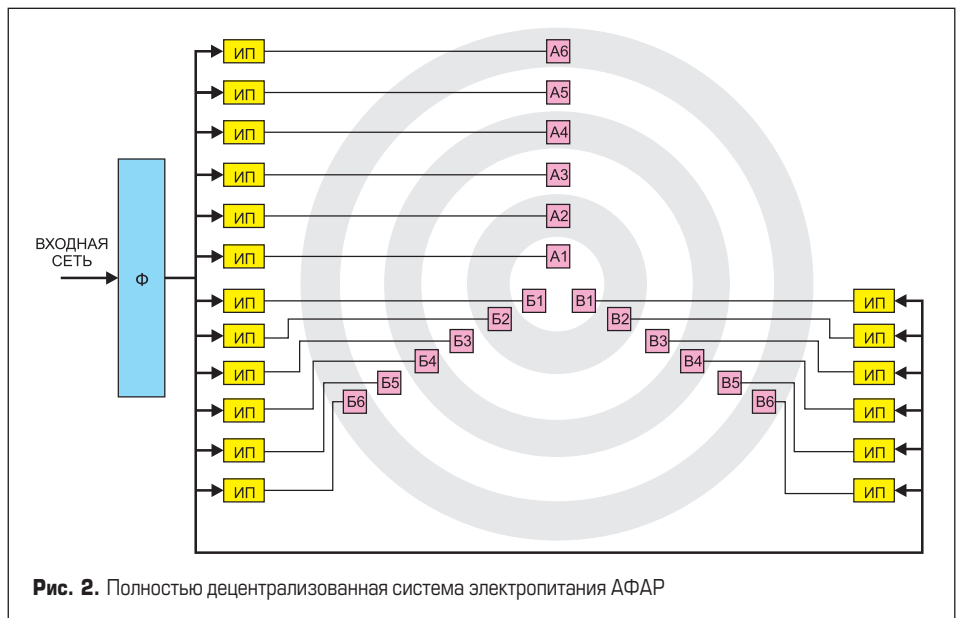 ИП А6
ИП А5
ИП А4
ИП А3
ИП А2
ВХОДНАЯ
СЕТЬ
Ф
ИП А1
ИП Б1 В1 ИП
ИП Б2 В2 ИП
ИП Б3 В3 ИП
ИП Б4 В4 ИП
ИП Б5 В5 ИП
ИП Б6 В6 ИП
Рис. 2. Полностью децентрализованная система электропитания АФАР